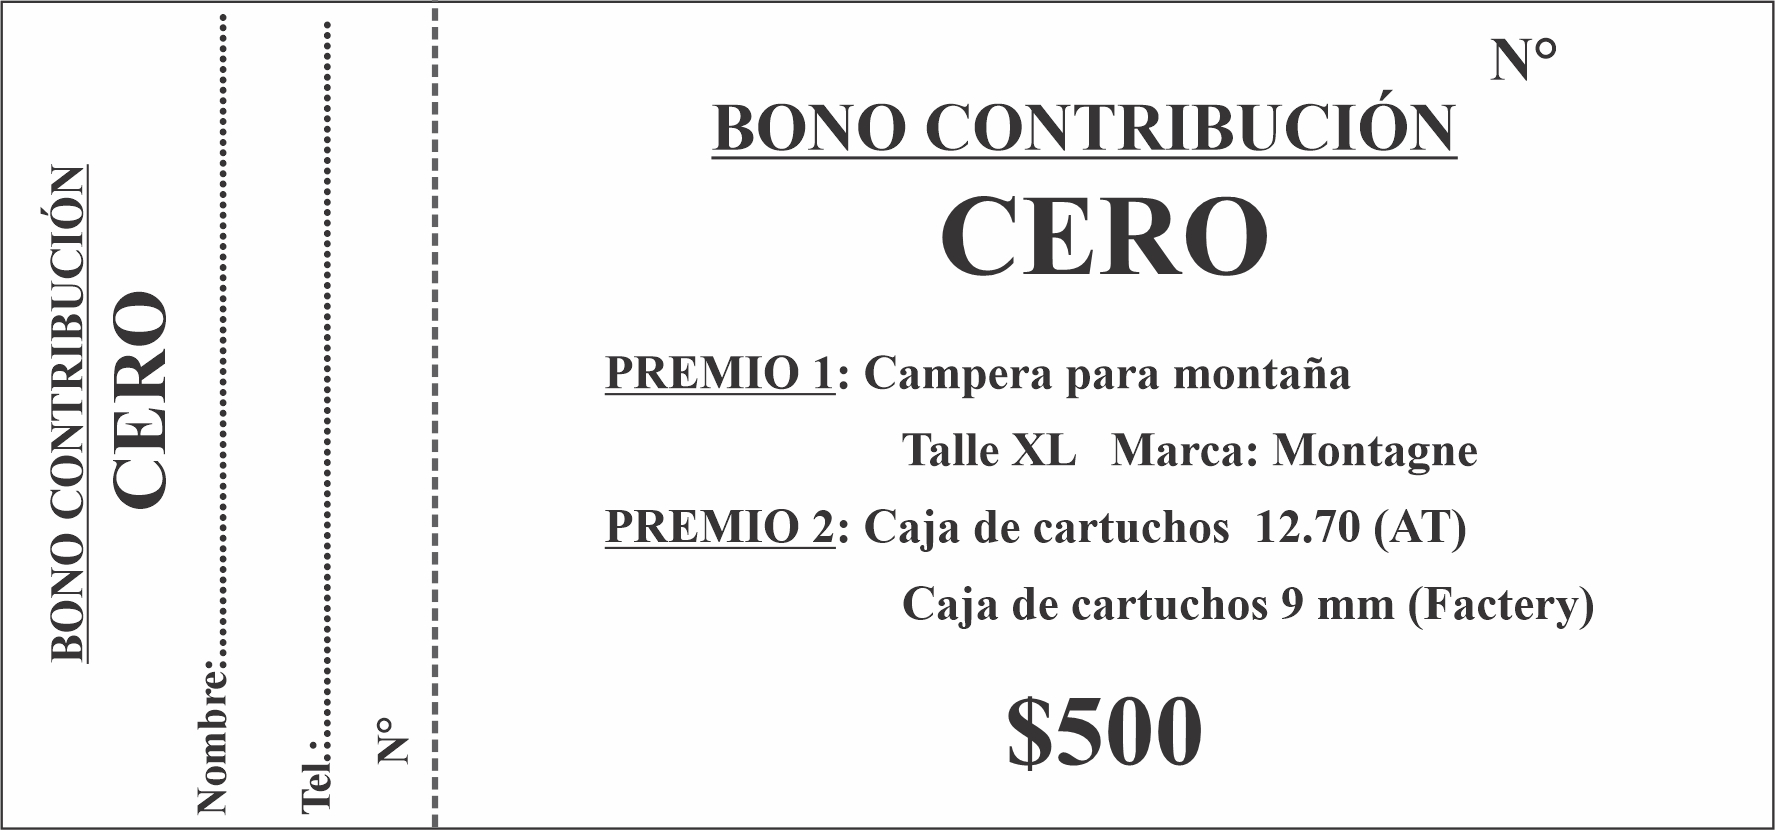 BONO CONTRIBUCIÓN
CERO
Nombre:..........................................................................................
Tel.:..........................................................................................
N°
N°
BONO CONTRIBUCIÓN
CERO
PREMIO 1: Campera para montaña
Talle XL   Marca: Montagne
PREMIO 2: Caja de cartuchos  12.70 (AT)
Caja de cartuchos 9 mm (Factery)
$500